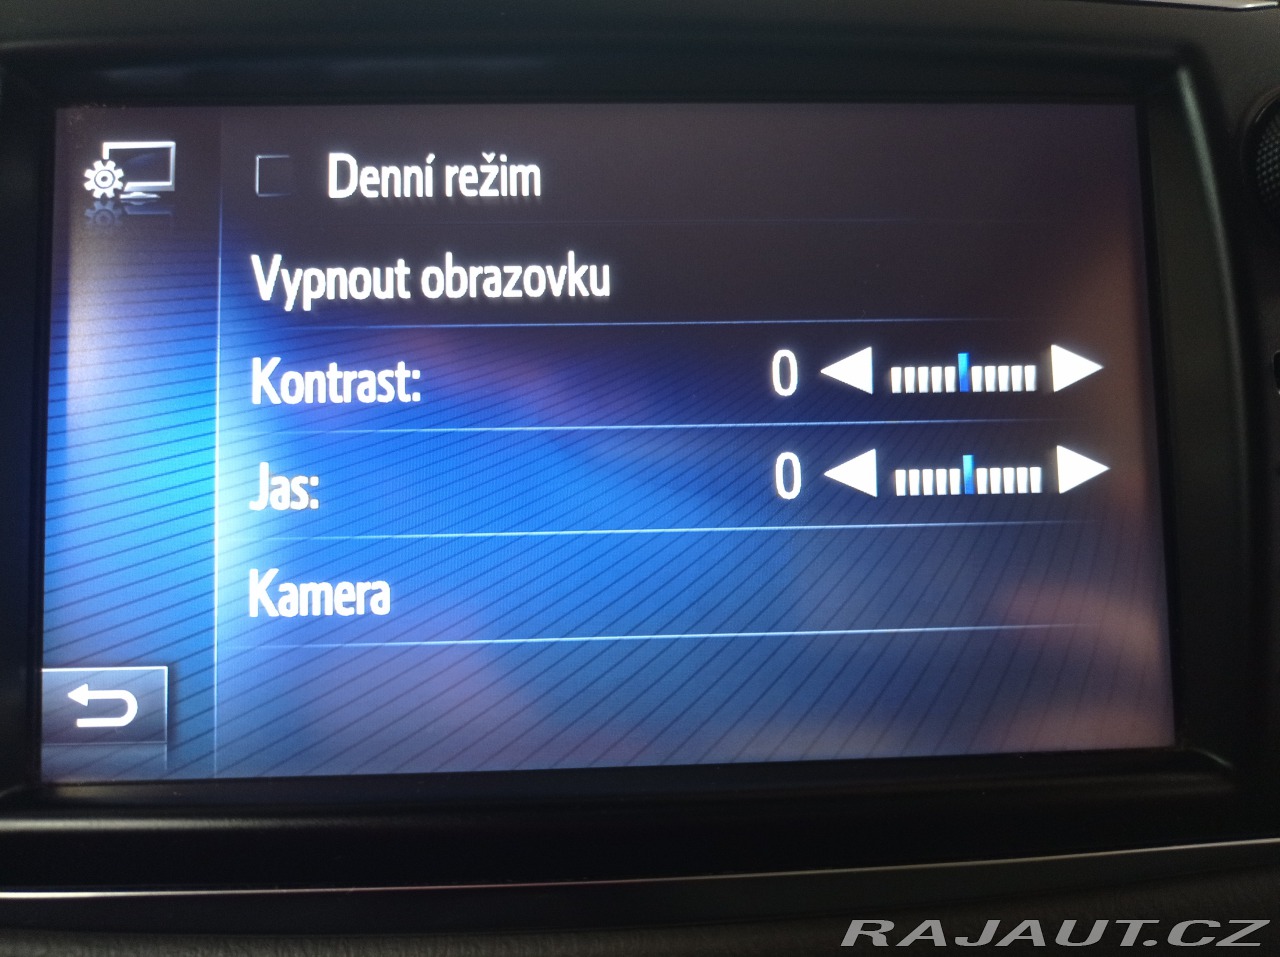 Denní režim
Vypnout obrazovku
Kontrast: 0
Jas: 0
Kamera
RAJAUT.CZ